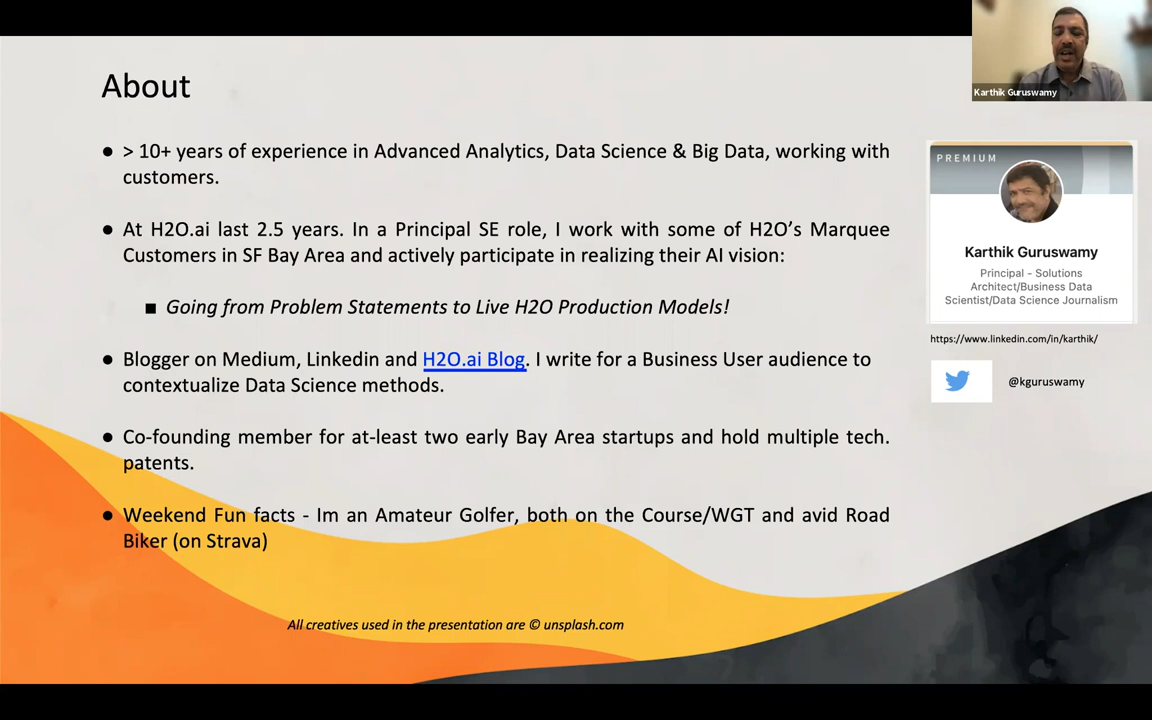 Karthik Guruswamy
About
● > 10+ years of experience in Advanced Analytics, Data Science & Big Data, working with
customers.
● At H2O.ai last 2.5 years. In a Principal SE role, I work with some of H2O's Marquee
Customers in SF Bay Area and actively participate in realizing their AI vision:
■ Going from Problem Statements to Live H2O Production Models!
● Blogger on Medium, Linkedin and H2O.ai Blog. I write for a Business User audience to
contextualize Data Science methods.
● Co-founding member for at-least two early Bay Area startups and hold multiple tech.
patents.
● Weekend Fun facts - Im an Amateur Golfer, both on the Course/WGT and avid Road
Biker (on Strava)
All creatives used in the presentation are © unsplash.com
PREMIUM
Karthik Guruswamy
Principal - Solutions
Architect/Business Data
Scientist/Data Science Journalism
https://www.linkedin.com/in/karthik/
@kguruswamy